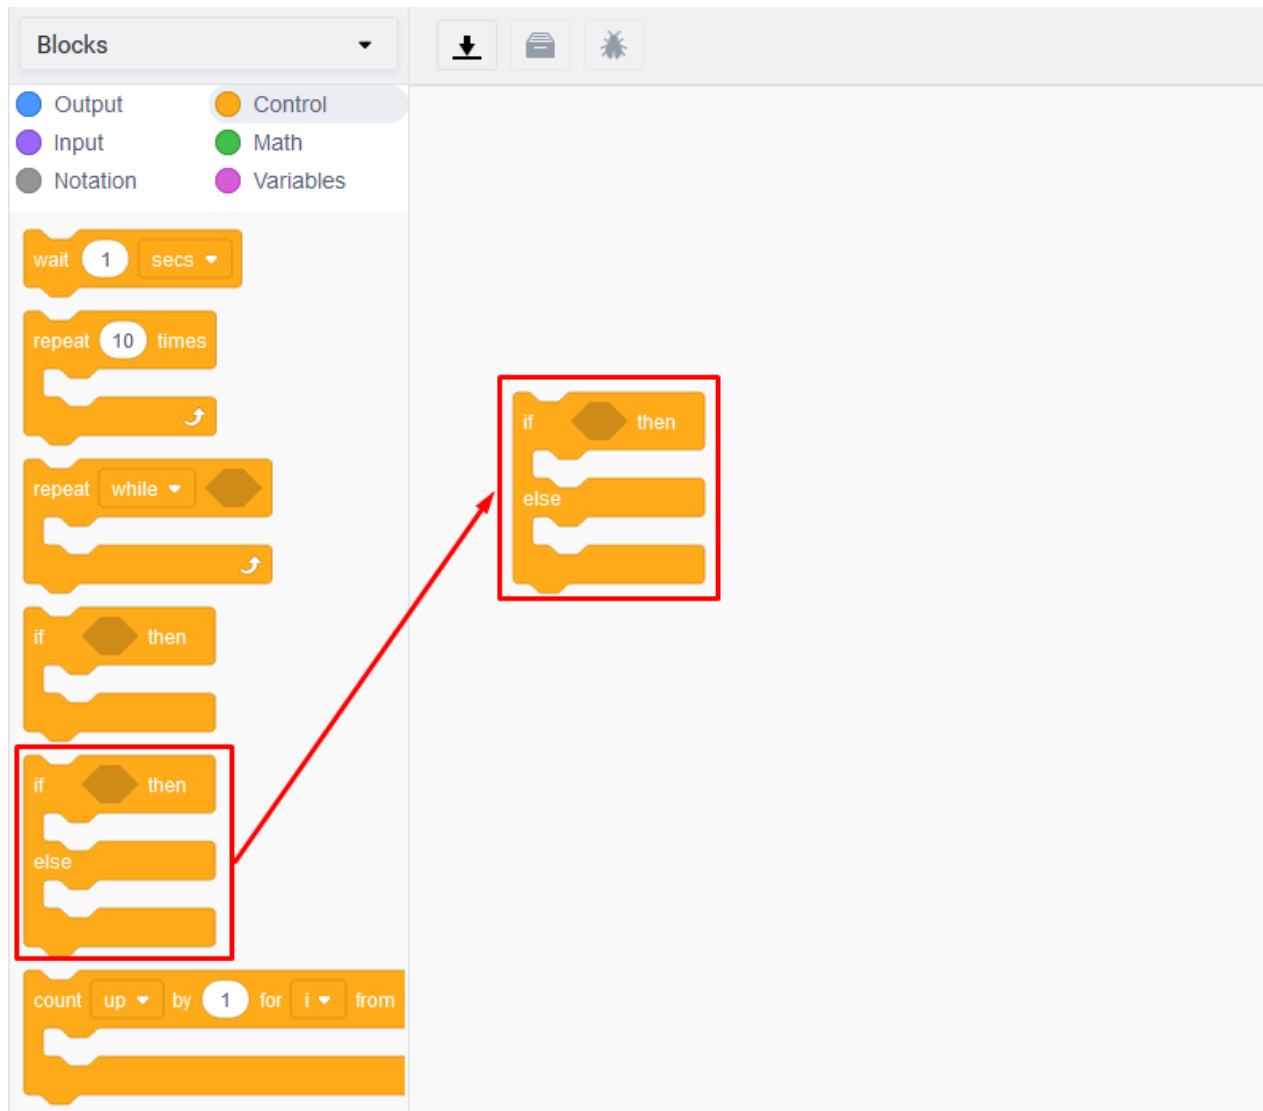 Blocks
Output
Control
Input
Math
Notation
Variables
wait 1 secs
repeat 10 times
repeat while
if then
if then
else
count up by 1 for i from
if then
else